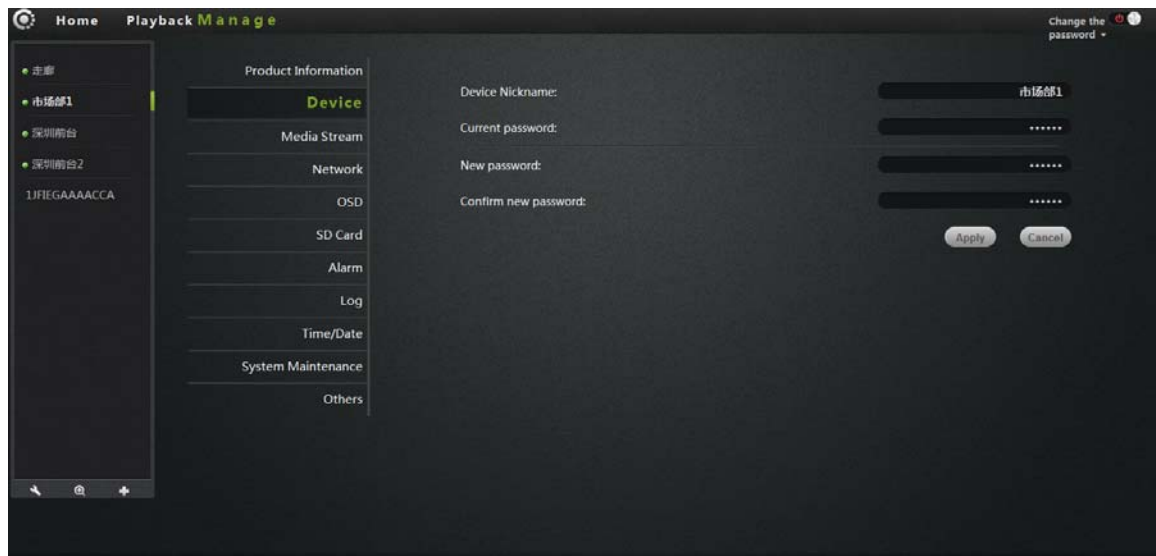 Home Playback Manage
Change the
password
走廊
市场部1
深圳前台
深圳前台2
1JFIEGAAAACCA
Product Information
Device
Media Stream
Network
OSD
SD Card
Alarm
Log
Time/Date
System Maintenance
Others
Device Nickname: 市场部1
Current password: ••••••
New password: ••••••
Confirm new password: ••••••
Apply Cancel